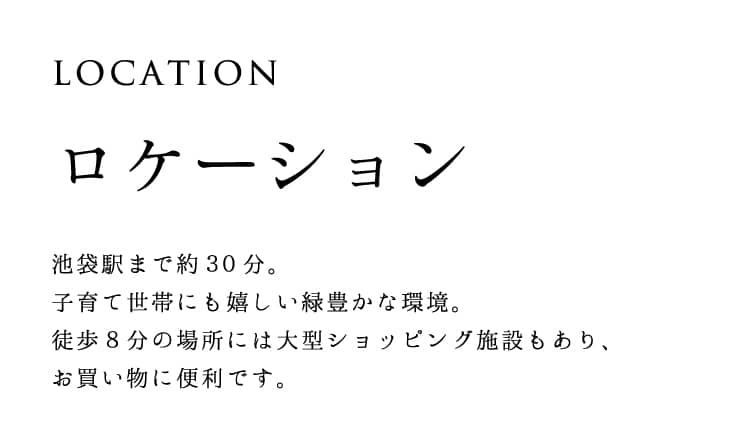 LOCATION
ロケーション
池袋駅まで約30分。
子育て世帯にも嬉しい緑豊かな環境。
徒歩8分の場所には大型ショッピング施設もあり、
お買い物に便利です。